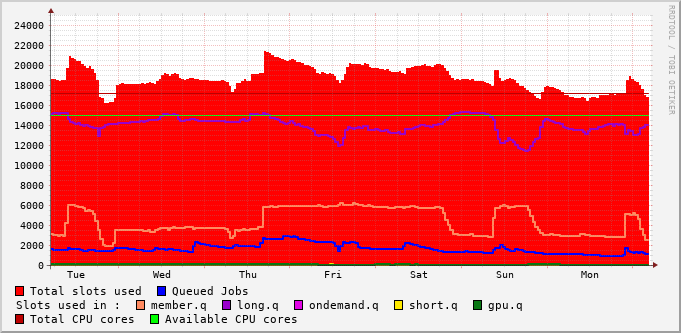 24000
22000
20000
18000
16000
14000
12000
10000
8000
6000
4000
2000
0
Tue Wed Thu Fri Sat Sun Mon
RRDTOOL / TOBI OETIKER
Total slots used Queued Jobs
Slots used in : member.q long.q ondemand.q short.q gpu.q
Total CPU cores Available CPU cores